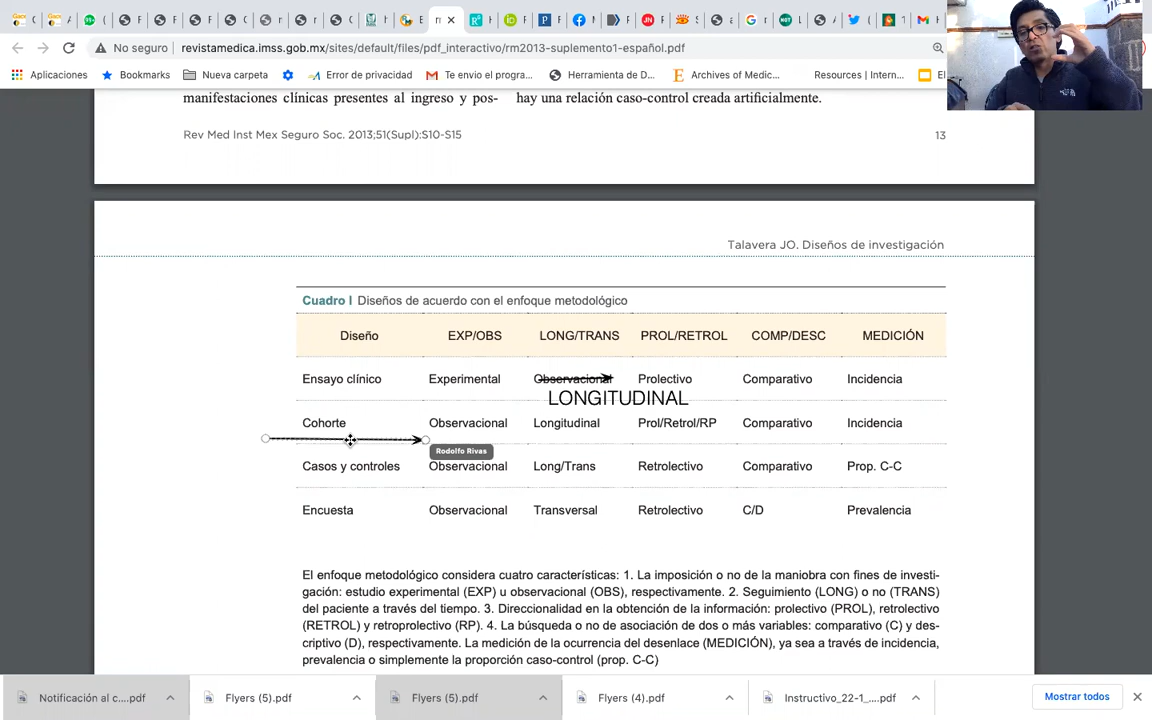 No seguro
revistamedica.imss.gob.mx/sites/default/files/pdf_interactivo/rm2013-suplemento1-español.pdf
Aplicaciones Bookmarks Nueva carpeta Error de privacidad Te envio el progra... Herramienta de D... Archives of Medic... Resources | Intern...
manifestaciones clínicas presentes al ingreso y pos-
hay una relación caso-control creada artificialmente.
Rev Med Inst Mex Seguro Soc. 2013;51(Supl):S10-S15 13
Talavera JO. Diseños de investigación
Cuadro I Diseños de acuerdo con el enfoque metodológico
Diseño EXP/OBS LONG/TRANS PROL/RETROL COMP/DESC MEDICIÓN
Ensayo clínico Experimental Observacional Prolectivo Comparativo Incidencia
LONGITUDINAL
Cohorte Observacional Longitudinal Prol/Retrol/RP Comparativo Incidencia
Rodolfo Rivas
Casos y controles Observacional Long/Trans Retrolectivo Comparativo Prop. C-C
Encuesta Observacional Transversal Retrolectivo C/D Prevalencia
El enfoque metodológico considera cuatro características: 1. La imposición o no de la maniobra con fines de investi-
gación: estudio experimental (EXP) u observacional (OBS), respectivamente. 2. Seguimiento (LONG) o no (TRANS)
del paciente a través del tiempo. 3. Direccionalidad en la obtención de la información: prolectivo (PROL), retrolectivo
(RETROL) y retroprolectivo (RP). 4. La búsqueda o no de asociación de dos o más variables: comparativo (C) y des-
criptivo (D), respectivamente. La medición de la ocurrencia del desenlace (MEDICIÓN), ya sea a través de incidencia,
prevalencia o simplemente la proporción caso-control (prop. C-C)
Notificación al c....pdf Flyers (5).pdf Flyers (5).pdf Flyers (4).pdf Instructivo_22-1_....pdf Mostrar todos